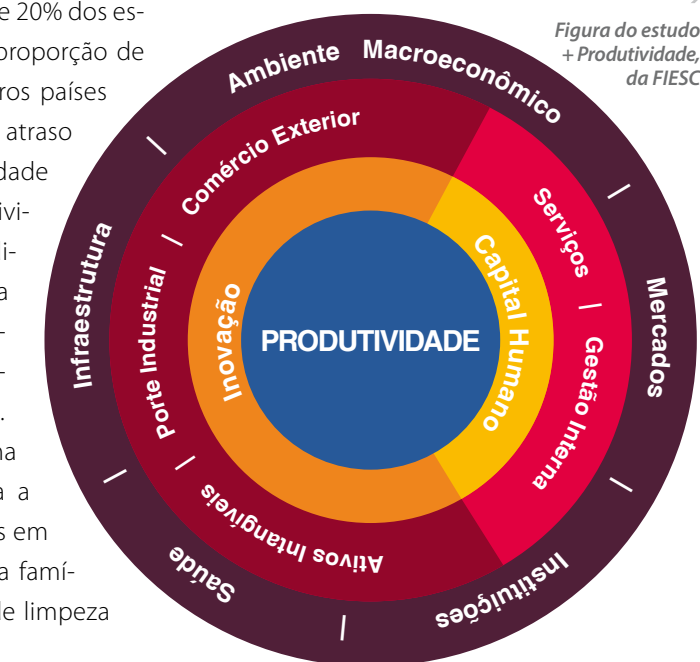 e 20% dos es-
proporção de
ros países
atraso
dade
ivi-
li-
a
-
-
.
na
a a
s em
a famí-
de limpeza
Figura do estudo
+ Produtividade,
da FIESC
Ambiente Macroeconômico
Mercados
Instituições
Saúde
Infraestrutura
Comércio Exterior
Porte Industrial
Ativos Intangíveis
Serviços
Gestão Interna
Inovação
Capital Humano
PRODUTIVIDADE